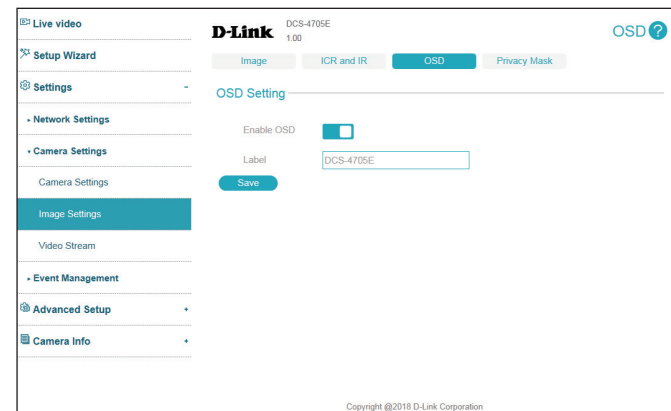 Live video
Setup Wizard
Settings -
Network Settings
Camera Settings
Camera Settings
Image Settings
Video Stream
Event Management
Advanced Setup +
Camera Info +
D-Link DCS-4705E
1.00
OSD ?
Image ICR and IR OSD Privacy Mask
OSD Setting
Enable OSD
Label DCS-4705E
Save
Copyright @2018 D-Link Corporation